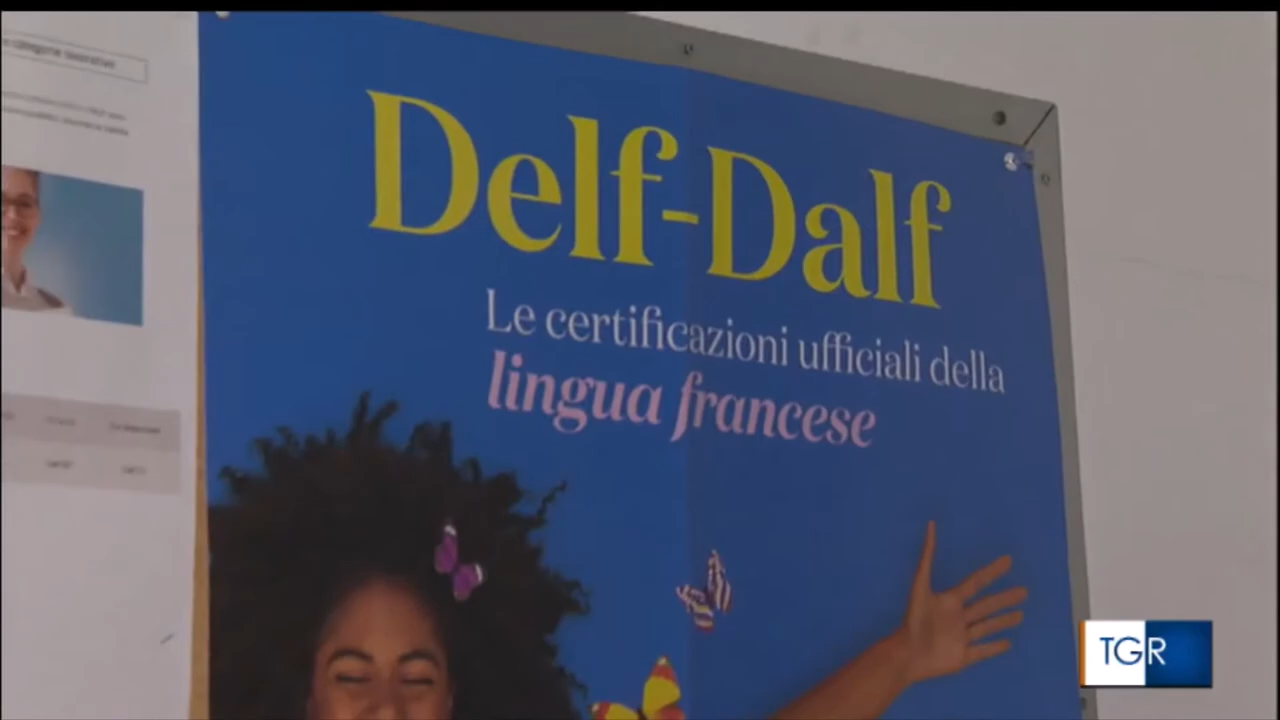 Delf-Dalf
Le certificazioni ufficiali della
lingua francese
TGR